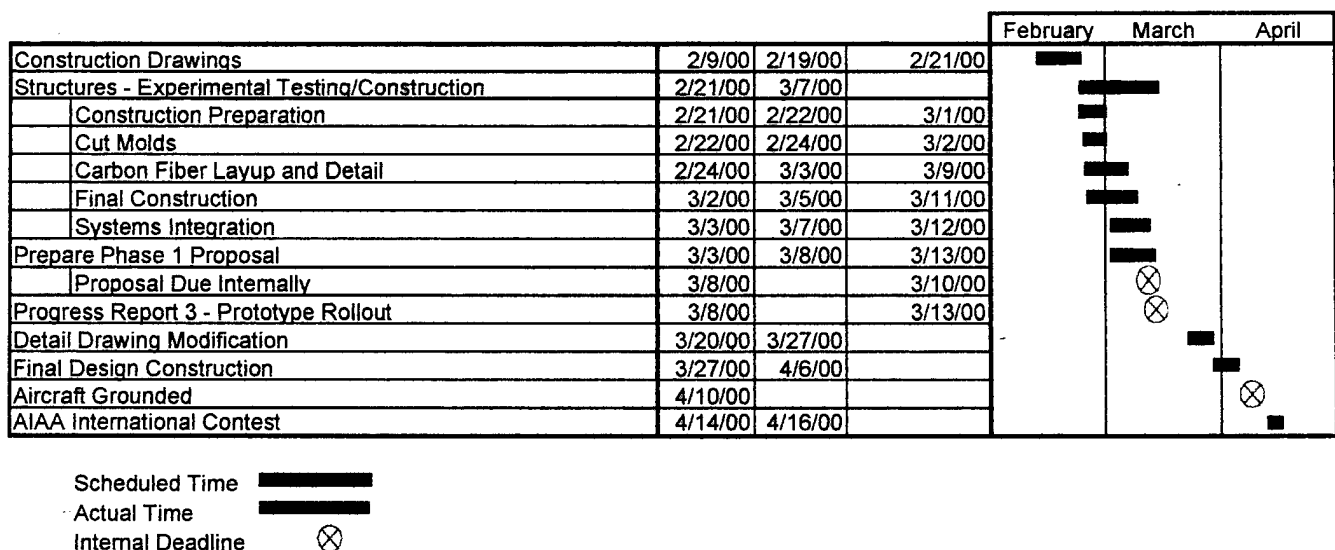 February March April
Construction Drawings 2/9/00 2/19/00 2/21/00
Structures - Experimental Testing/Construction 2/21/00 3/7/00
Construction Preparation 2/21/00 2/22/00 3/1/00
Cut Molds 2/22/00 2/24/00 3/2/00
Carbon Fiber Layup and Detail 2/24/00 3/3/00 3/9/00
Final Construction 3/2/00 3/5/00 3/11/00
Systems Integration 3/3/00 3/7/00 3/12/00
Prepare Phase 1 Proposal 3/3/00 3/8/00 3/13/00
Proposal Due Internally 3/8/00 3/10/00
Progress Report 3 - Prototype Rollout 3/8/00 3/13/00
Detail Drawing Modification 3/20/00 3/27/00
Final Design Construction 3/27/00 4/6/00
Aircraft Grounded 4/10/00
AIAA International Contest 4/14/00 4/16/00
Scheduled Time
Actual Time
Internal Deadline